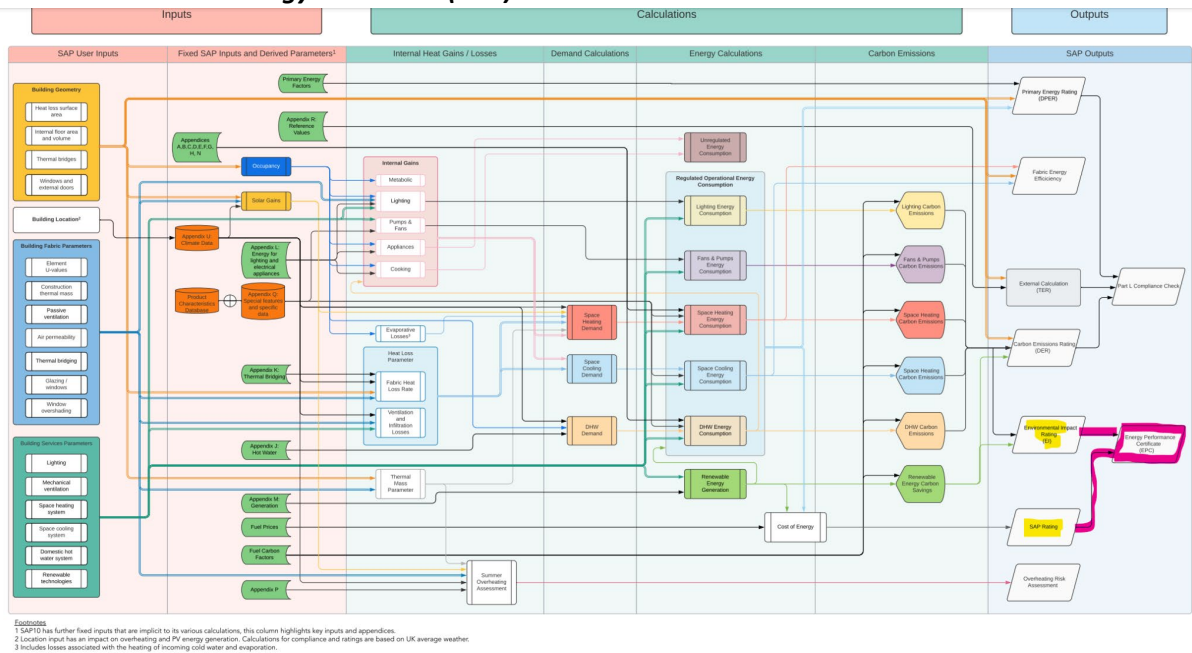 Inputs
Calculations
Outputs
SAP User Inputs
Fixed SAP Inputs and Derived Parameters¹
Internal Heat Gains / Losses
Demand Calculations
Energy Calculations
Carbon Emissions
SAP Outputs
Building Geometry
Heat loss surface
area
Internal floor area
and volume
Thermal bridges
Windows and
external doors
Building Location²
Building Fabric Parameters
Element
U-values
Construction
thermal mass
Passive
ventilation
Air permeability
Thermal bridging
Glazing /
windows
Window
overshading
Building Services Parameters
Lighting
Mechanical
ventilation
Space heating
system
Space cooling
system
Domestic hot
water system
Renewable
technologies
Primary Energy
Factors
Appendix R:
Reference
Values
Appendices
A,B,C,D,E,F,G,
H, N
Occupancy
Solar Gains
Appendix U:
Climate Data
Appendix L:
Energy for
lighting and
electrical
appliances
Product
Characteristics
Database
Appendix Q:
Special features
and specific
data
Appendix K:
Thermal Bridging
Appendix J:
Hot Water
Appendix M:
Generation
Fuel Prices
Fuel Carbon
Factors
Appendix P
Internal Gains
Metabolic
Lighting
Pumps &
Fans
Appliances
Cooking
Evaporative
Losses³
Heat Loss
Parameter
Fabric Heat
Loss Rate
Ventilation
and
Infiltration
Losses
Thermal
Mass
Parameter
Summer
Overheating
Assessment
Space
Heating
Demand
Space
Cooling
Demand
DHW
Demand
Unregulated
Energy
Consumption
Regulated Operational Energy
Consumption
Lighting Energy
Consumption
Fans & Pumps
Energy
Consumption
Space Heating
Energy
Consumption
Space Cooling
Energy
Consumption
DHW Energy
Consumption
Renewable
Energy
Generation
Cost of Energy
Lighting Carbon
Emissions
Fans & Pumps
Carbon Emissions
Space Heating
Carbon Emissions
Space Heating
Carbon Emissions
DHW Carbon
Emissions
Renewable
Energy Carbon
Savings
Primary Energy Rating
(DPER)
Fabric Energy
Efficiency
External Calculation
(TER)
Part L Compliance Check
Carbon Emissions Rating
(DER)
Environmental Impact
Rating
(EI)
Energy Performance
Certificate
(EPC)
SAP Rating
Overheating Risk
Assessment
Footnotes
1 SAP10 has further fixed inputs that are implicit to its various calculations, this column highlights key inputs and appendices.
2 Location input has an impact on overheating and PV energy generation. Calculations for compliance and ratings are based on UK average weather.
3 Includes losses associated with the heating of incoming cold water and evaporation.